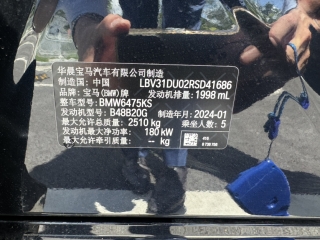 华晨宝马汽车有限公司制造
制造国：中国 LBV31DU02RSD41686
品牌：宝马(BMW)牌 发动机排量：1998 mL
整车型号：BMW6475KS
发动机型号：B48B20G 制造年月：2024-01
最大允许总质量：2510 kg 乘坐人数：5
最大净功率：180 kW
最大允许牵引质量：-- kg